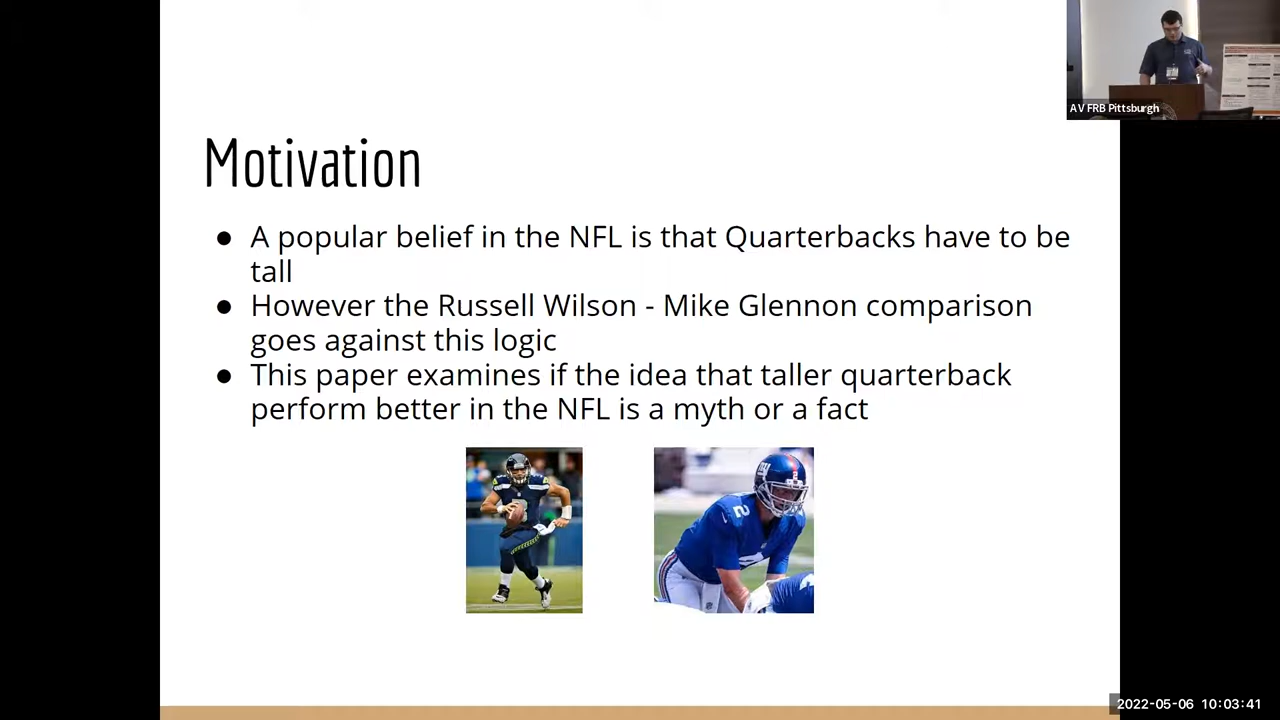 AV FRB Pittsburgh
Motivation
● A popular belief in the NFL is that Quarterbacks have to be
tall
● However the Russell Wilson - Mike Glennon comparison
goes against this logic
● This paper examines if the idea that taller quarterback
perform better in the NFL is a myth or a fact
2
2022-05-06 10:03:41